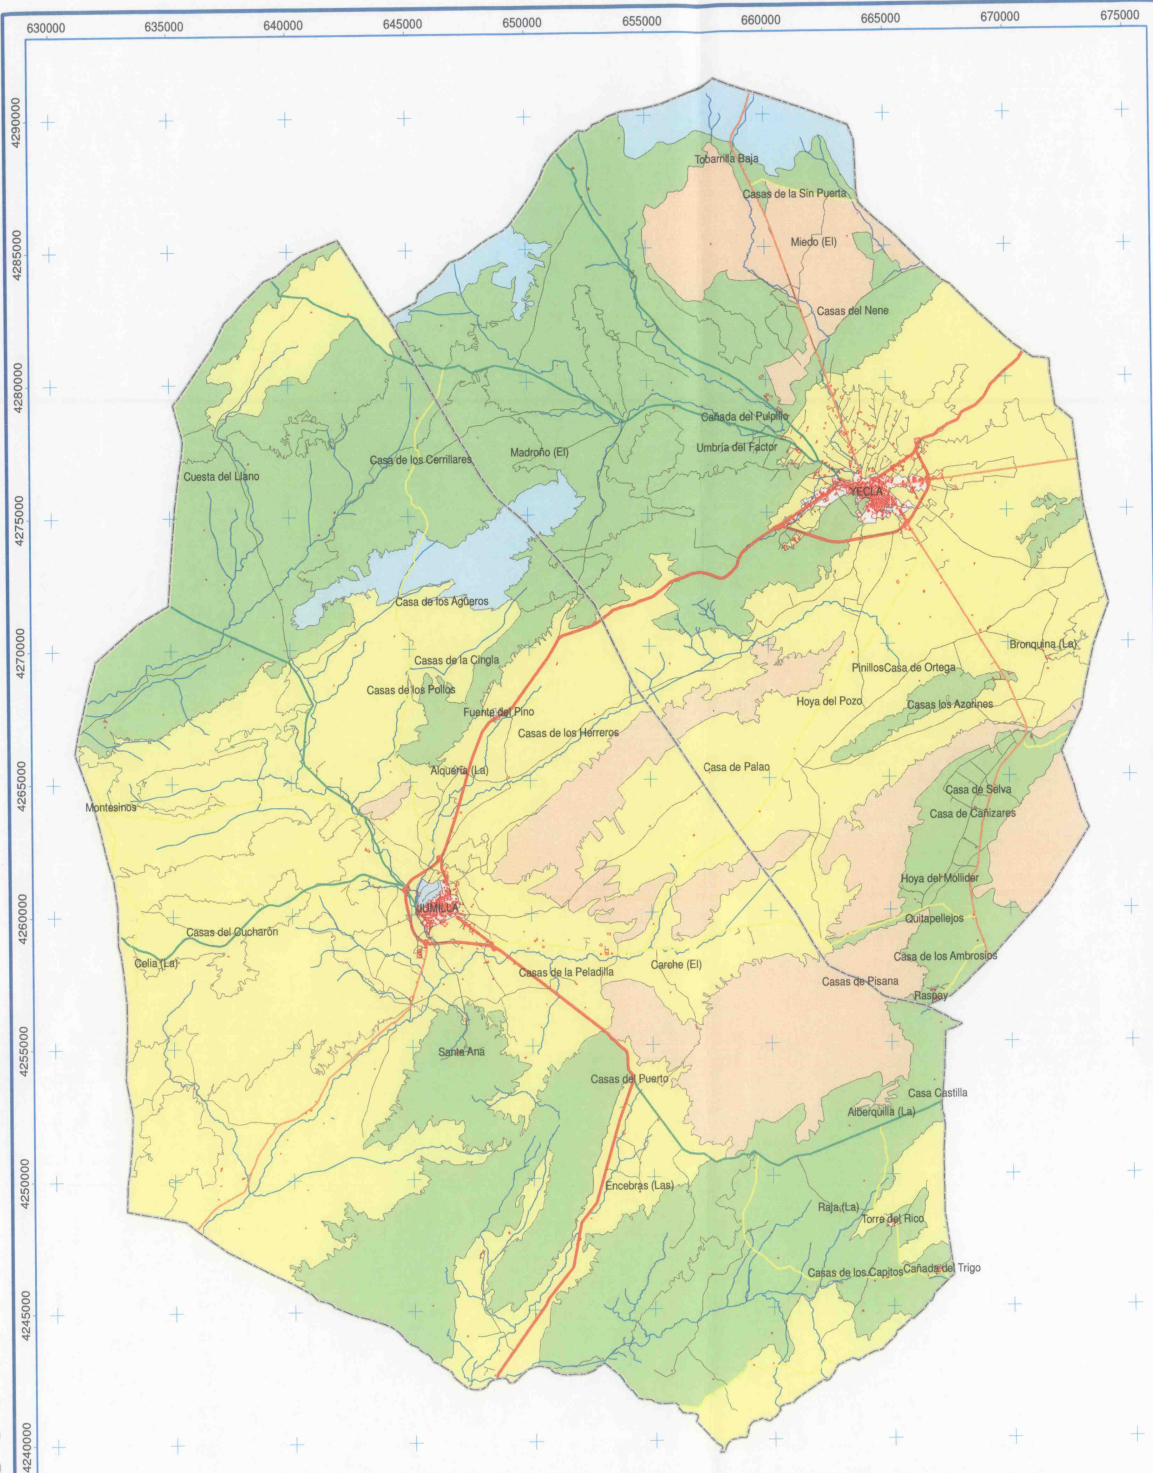 630000
635000
640000
645000
650000
655000
660000
665000
670000
675000
4290000
4285000
4280000
4275000
4270000
4265000
4260000
4255000
4250000
4245000
4240000
Tobarrilla Baja
Casas de la Sin Puerta
Miedo (El)
Casas del Nene
Cañada del Pulpillo
Umbría del Factor
Madroño (El)
Casa de los Cerrillares
Cuesta del Llano
YECLA
Casa de los Agüeros
Bronquina (La)
Casas de la Cingla
Pinillos
Casa de Ortega
Casas de los Pollos
Hoya del Pozo
Casas los Azorines
Fuente del Pino
Casas de los Herreros
Alquería (La)
Casa de Palao
Casa de Selva
Montesinos
Casa de Cañizares
Hoya del Mollidér
JUMILLA
Quitapellejos
Casas del Cucharón
Casa de los Ambrosios
Celia (La)
Casas de la Peladilla
Carche (El)
Casas de Pisana
Raspay
Santa Ana
Casas del Puerto
Casa Castilla
Alberquilla (La)
Encebras (Las)
Raja (La)
Torre del Rico
Casas de los Capitos
Cañada del Trigo